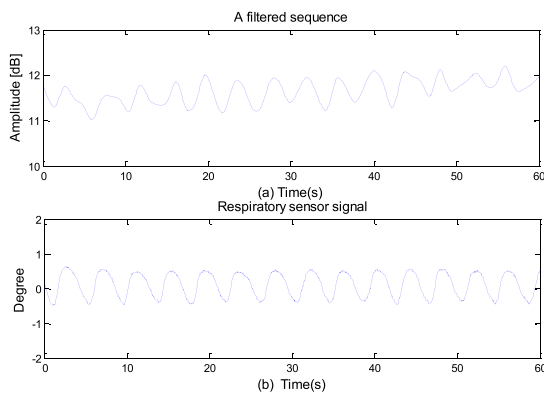 A filtered sequence
13
12
11
10
Amplitude [dB]
0 10 20 30 40 50 60
(a) Time(s)
Respiratory sensor signal
2
1
0
-1
-2
Degree
0 10 20 30 40 50 60
(b) Time(s)